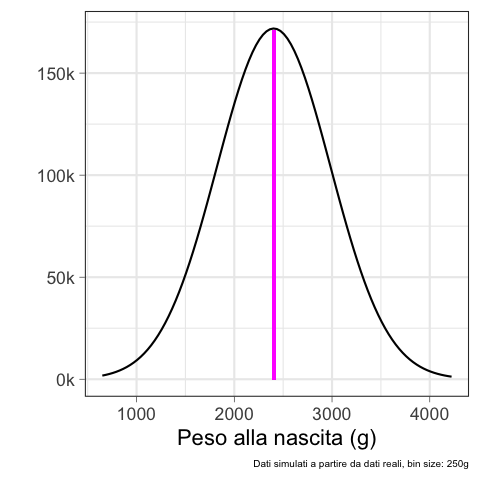 150k
100k
50k
0k
1000 2000 3000 4000
Peso alla nascita (g)
Dati simulati a partire da dati reali, bin size: 250g